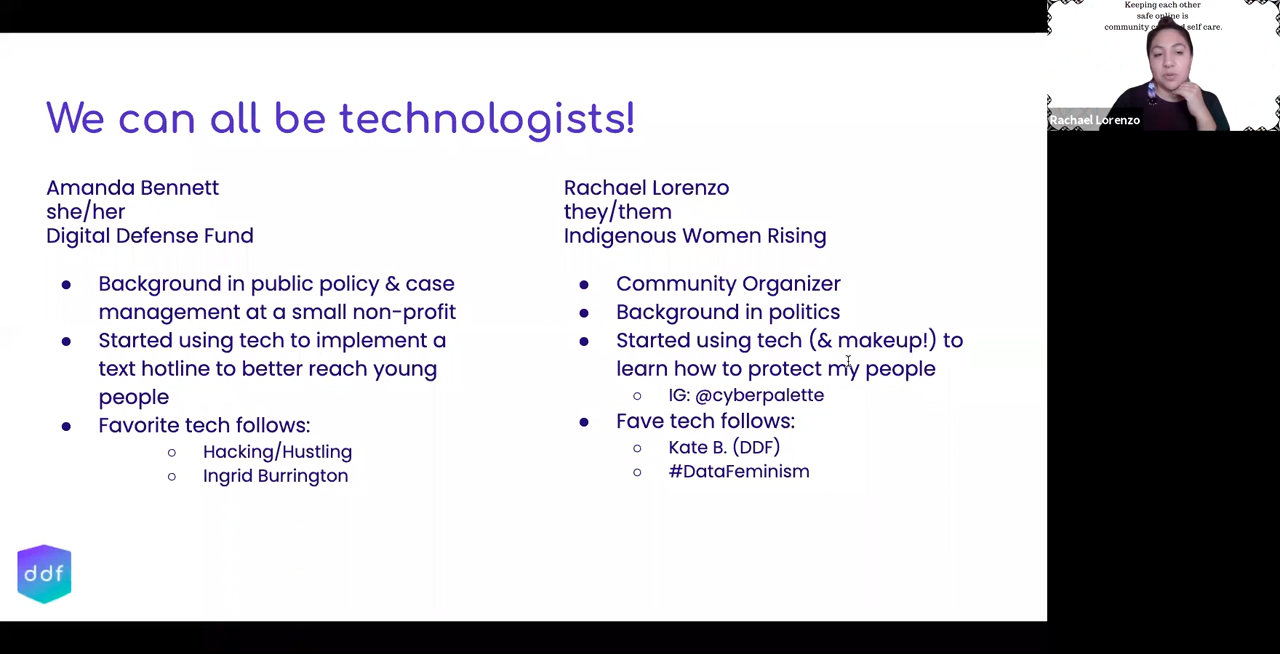 We can all be technologists!
Amanda Bennett
she/her
Digital Defense Fund
● Background in public policy & case
management at a small non-profit
● Started using tech to implement a
text hotline to better reach young
people
● Favorite tech follows:
○ Hacking/Hustling
○ Ingrid Burrington
Rachael Lorenzo
they/them
Indigenous Women Rising
● Community Organizer
● Background in politics
● Started using tech (& makeup!) to
learn how to protect my people
○ IG: @cyberpalette
● Fave tech follows:
○ Kate B. (DDF)
○ #DataFeminism
ddf
Keeping each other
safe online is
community self care.
Rachael Lorenzo